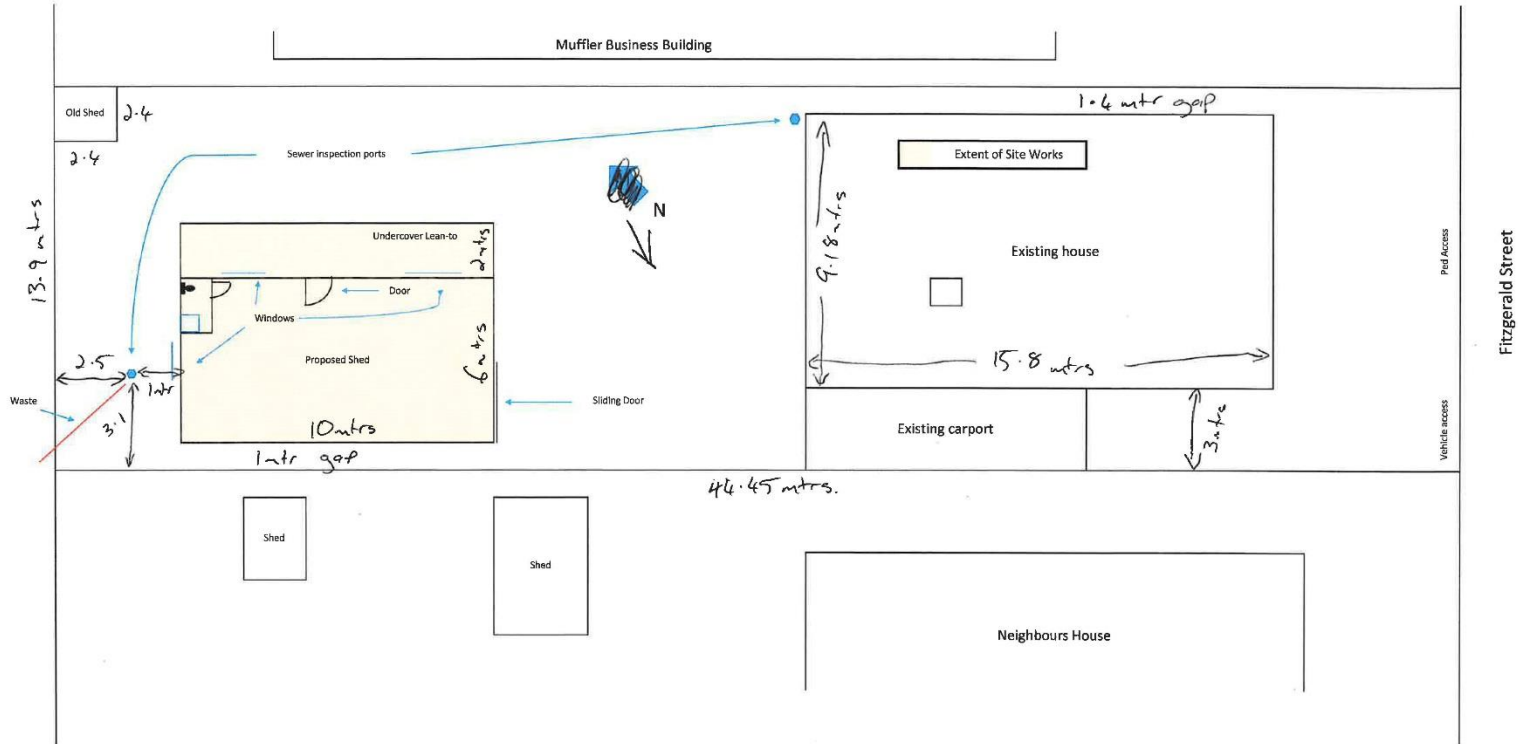 Muffler Business Building
Old Shed
2.4
2.4
1.4 mtr gap
Sewer inspection ports
Extent of Site Works
N
13.9 mtrs
Undercover Lean-to
2 mtrs
9.18 mtrs
Existing house
Ped Access
Fitzgerald Street
Door
Windows
Proposed Shed
6 mtrs
15.8 mtrs
2.5
1 mtr
Waste
3.1
Sliding Door
10 mtrs
Existing carport
3 mtrs
Vehicle access
1 mtr gap
44.45 mtrs.
Shed
Shed
Neighbours House